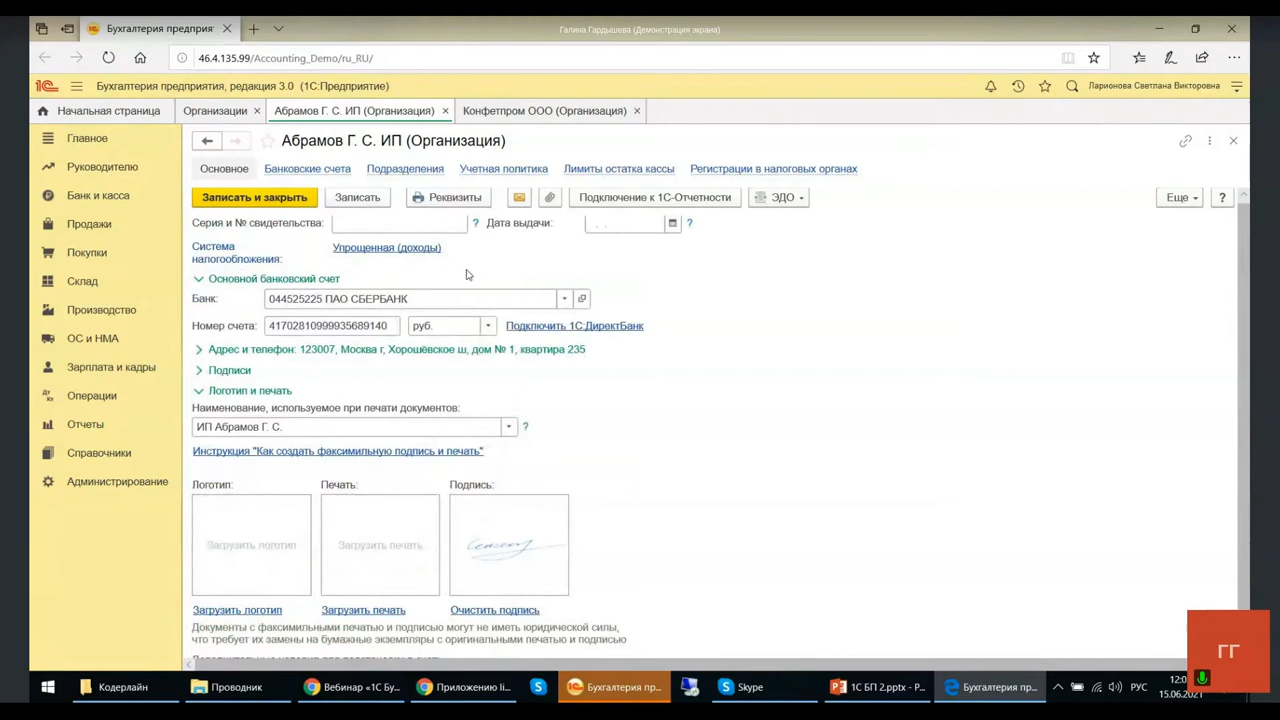 Бухгалтерия предприят
Галина Гардышева (Демонстрация экрана)
46.4.135.99/Accounting_Demo/ru_RU/
Бухгалтерия предприятия, редакция 3.0 (1С:Предприятие)
Ларионова Светлана Викторовна
Начальная страница
Организации ×
Абрамов Г. С. ИП (Организация) ×
Конфетпром ООО (Организация) ×
Главное
Руководителю
Банк и касса
Продажи
Покупки
Склад
Производство
ОС и НМА
Зарплата и кадры
Операции
Отчеты
Справочники
Администрирование
Абрамов Г. С. ИП (Организация)
Основное Банковские счета Подразделения Учетная политика Лимиты остатка кассы Регистрации в налоговых органах
Записать и закрыть Записать Реквизиты Подключение к 1С-Отчетности ЭДО Еще ?
Серия и № свидетельства: ? Дата выдачи: . . ?
Система налогообложения: Упрощенная (доходы)
Основной банковский счет
Банк: 044525225 ПАО СБЕРБАНК
Номер счета: 41702810999935689140 руб. Подключить 1С:ДиректБанк
Адрес и телефон: 123007, Москва г, Хорошёвское ш, дом № 1, квартира 235
Подписи
Логотип и печать
Наименование, используемое при печати документов:
ИП Абрамов Г. С. ?
Инструкция "Как создать факсимильную подпись и печать"
Логотип: Печать: Подпись:
Загрузить логотип Загрузить печать
Загрузить логотип Загрузить печать Очистить подпись
Документы с факсимильными печатью и подписью могут не иметь юридической силы,
что требует их замены на бумажные экземпляры с оригинальными печатью и подписью
ГГ
Кодерлайн Проводник Вебинар «1С Бу... Приложению li... Бухгалтерия пр... Skype 1С БП 2.pptx - P... Бухгалтерия пр... РУС
15.06.202